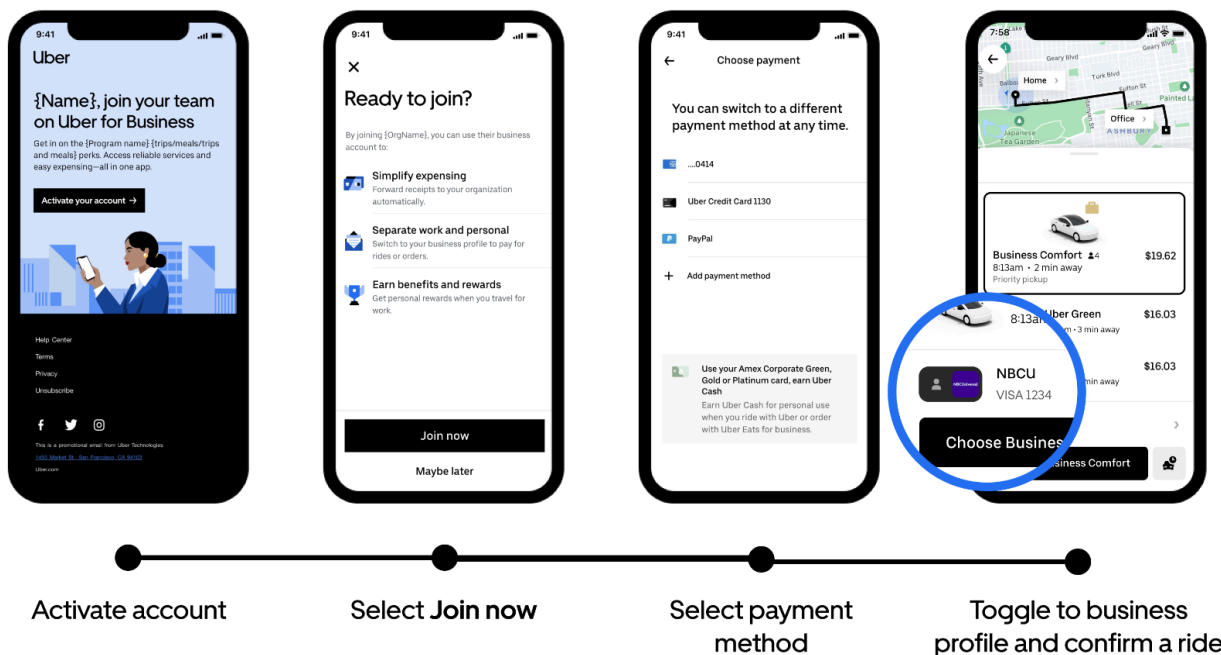 9:41
Uber
{Name}, join your team
on Uber for Business
Get in on the {Program name} {trips/meals/trips
and meals} perks. Access reliable services and
easy expensing—all in one app.
Activate your account →
Help Center
Terms
Privacy
Unsubscribe
This is a promotional email from Uber Technologies
1455 Market St., San Francisco, CA 94103
Uber.com
9:41
Ready to join?
By joining {OrgName}, you can use their business
account to:
Simplify expensing
Forward receipts to your organization
automatically.
Separate work and personal
Switch to your business profile to pay for
rides or orders.
Earn benefits and rewards
Get personal rewards when you travel for
work.
Join now
Maybe later
9:41
Choose payment
You can switch to a different
payment method at any time.
....0414
Uber Credit Card 1130
PayPal
Add payment method
Use your Amex Corporate Green,
Gold or Platinum card, earn Uber
Cash
Earn Uber Cash for personal use
when you ride with Uber or order
with Uber Eats for business.
7:58
Geary Blvd
Geary Blvd
Turk Blvd
Home >
Fulton St
Painted La
Office >
ASHBURY
Japanese
Tea Garden
Business Comfort 4
$19.62
8:13am • 2 min away
Priority pickup
Uber Green
$16.03
8:13am • 3 min away
$16.03
min away
NBCUniversal
NBCU
VISA 1234
Choose Busines
siness Comfort
Activate account
Select Join now
Select payment
method
Toggle to business
profile and confirm a ride